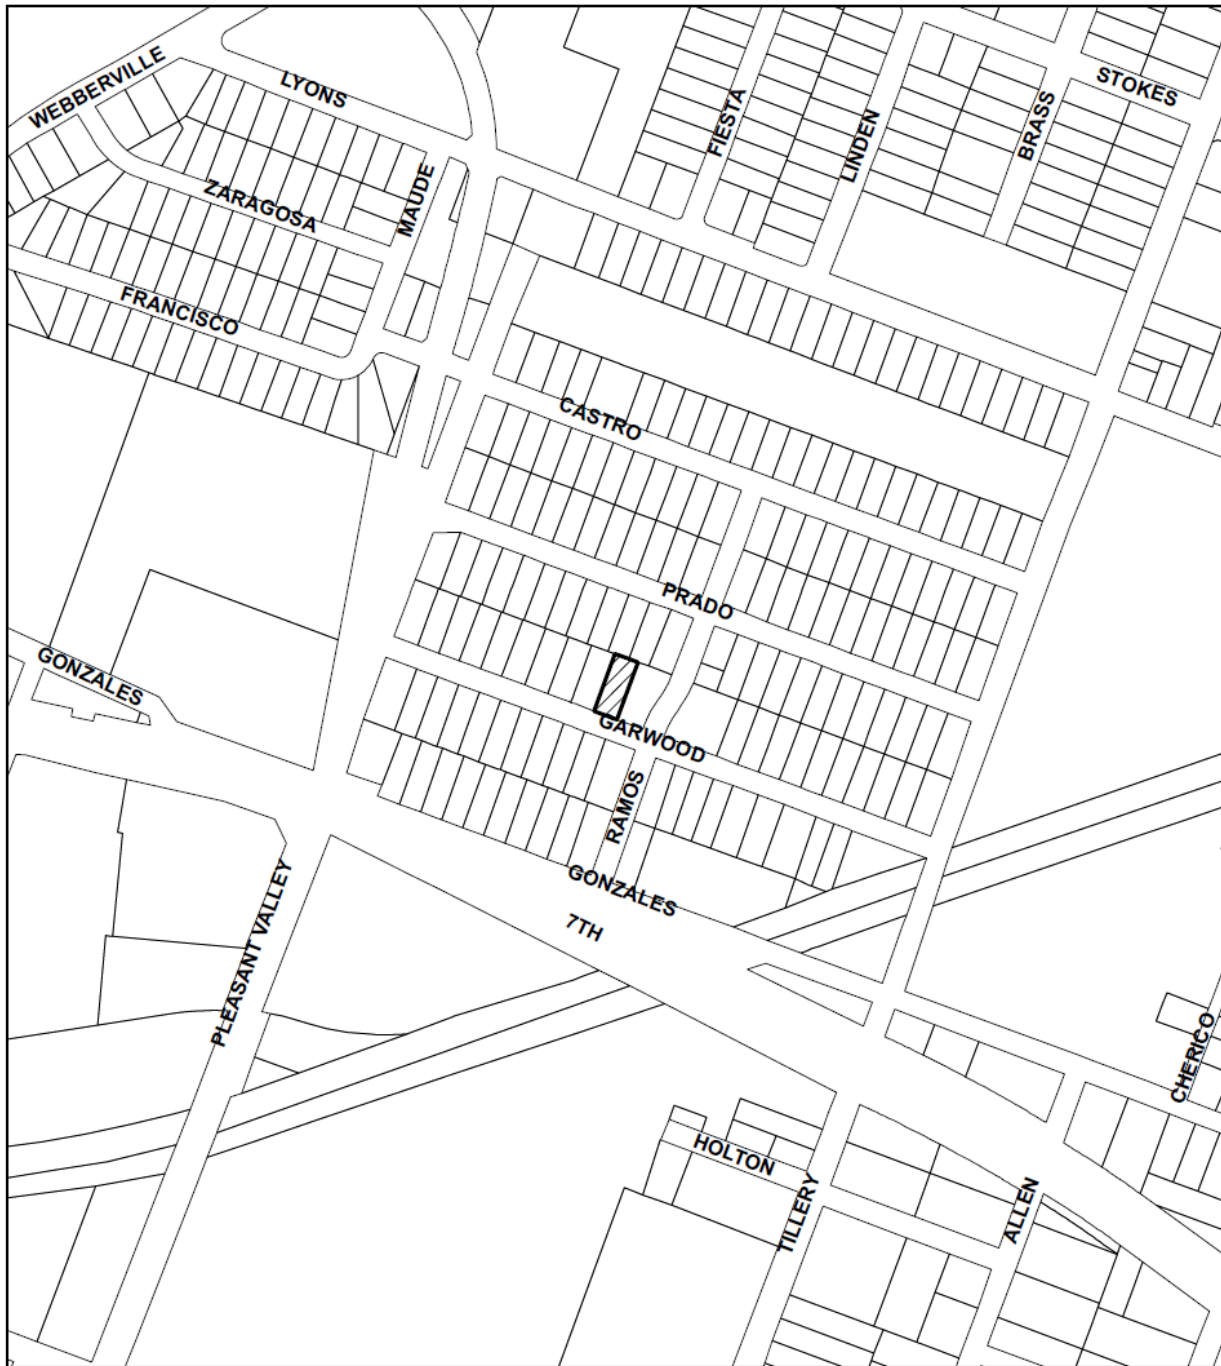 WEBBERVILLE
LYONS
STOKES
FIESTA
LINDEN
BRASS
ZARAGOSA
MAUDE
FRANCISCO
CASTRO
PRADO
GONZALES
GARWOOD
RAMOS
GONZALES
7TH
PLEASANT VALLEY
CHERICO
HOLTON
TILLERY
ALLEN